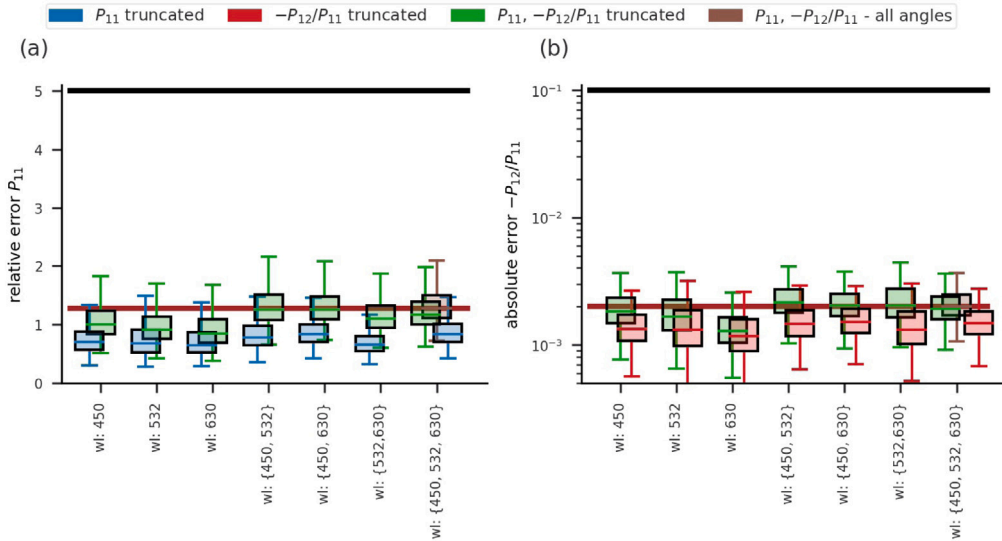 P₁₁ truncated −P₁₂/P₁₁ truncated P₁₁, −P₁₂/P₁₁ truncated P₁₁, −P₁₂/P₁₁ - all angles
(a)
relative error P₁₁
5
4
3
2
1
0
wl: 450
wl: 532
wl: 630
wl: {450, 532}
wl: {450, 630}
wl: {532,630}
wl: {450, 532, 630}
(b)
absolute error −P₁₂/P₁₁
10⁻¹
10⁻²
10⁻³
wl: 450
wl: 532
wl: 630
wl: {450, 532}
wl: {450, 630}
wl: {532,630}
wl: {450, 532, 630}